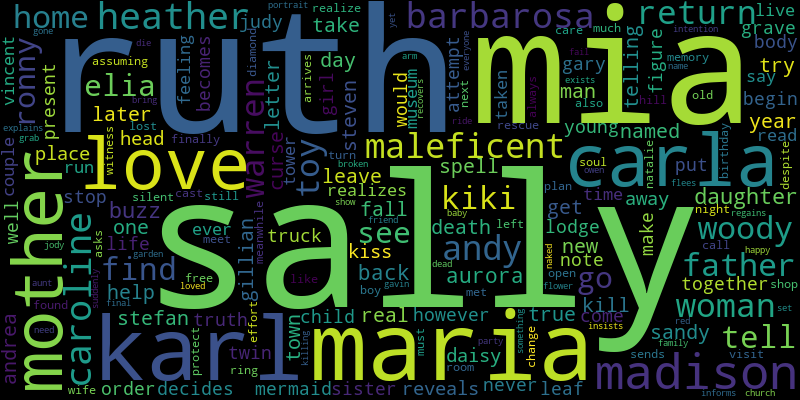 home
heather
judy
realize
portrait
yet
barbarosa
return
live
take
care
much
intention
grave
ruth
mia
gone
assuming
diamond
die
arm
everyone
fail
memory
name
body
vincent
ronny
present
elia
feeling
becomes
day
figure
telling
try
bring
arrives
museum
attempt
gary
exists
hill
say
begin
explains
grab
later
lost
witness
head
finally
warren
letter
girl
steven
would
taken
recovers
next
ride
rescue
man
also
always
old
young
named
year
place
love
curse
toy
tower
turn
broken
maleficent
carla
soul
owen
natalie
put
read
birthday
despite
couple
run
mother
stop
silent
cast
still
realizes
show
leave
spell
kiki
plan
flees
time
away
daughter
night
regains
well
buzz
ever
meet
sally
friend
fall
see
death
left
lodge
get
note
new
make
call
woody
happy
asks
one
life
garden
meanwhile
gillian
truck
kiss
baby
andy
open
flower
father
jody
aunt
caroline
find
suddenly
loved
free
like
back
boy
gavin
aurora
met
dead
naked
go
together
shop
found
help
final
effort
kill
woman
set
stefan
truth
town
child
real
however
true
come
sandy
tell
red
need
andrea
karl
protect
killing
maria
must
party
daisy
room
something
change
insists
family
twin
ring
sends
visit
madison
wife
order
decides
mermaid
sister
reveals
never
leaf
informs
church